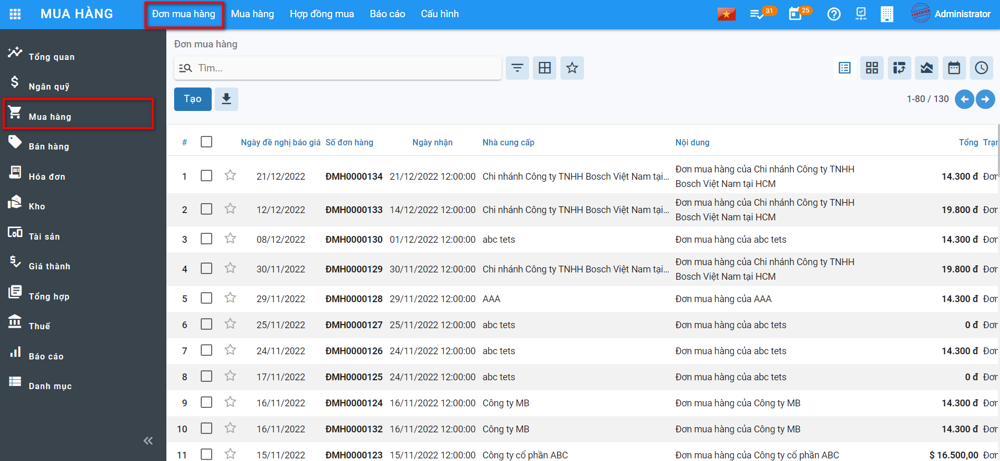 MUA HÀNG
Đơn mua hàng
Mua hàng
Hợp đồng mua
Báo cáo
Cấu hình
31
25
CERTIFIED
Administrator
Tổng quan
Ngân quỹ
Mua hàng
Bán hàng
Hóa đơn
Kho
Tài sản
Giá thành
Tổng hợp
Thuế
Báo cáo
Danh mục
Đơn mua hàng
Tìm...
Tạo
1-80 / 130
# Ngày đề nghị báo giá Số đơn hàng Ngày nhận Nhà cung cấp Nội dung Tổng Trạn
1 21/12/2022 ĐMH0000134 21/12/2022 12:00:00 Chi nhánh Công ty TNHH Bosch Việt Nam tại... Đơn mua hàng của Chi nhánh Công ty TNHH 14.300 đ Đơn
Bosch Việt Nam tại HCM
2 12/12/2022 ĐMH0000133 14/12/2022 12:00:00 Chi nhánh Công ty TNHH Bosch Việt Nam tại... Đơn mua hàng của Chi nhánh Công ty TNHH 19.800 đ Đơn
Bosch Việt Nam tại HCM
3 08/12/2022 ĐMH0000130 01/12/2022 12:00:00 abc tets Đơn mua hàng của abc tets 14.300 đ Đơn
4 30/11/2022 ĐMH0000129 30/11/2022 12:00:00 Chi nhánh Công ty TNHH Bosch Việt Nam tại... Đơn mua hàng của Chi nhánh Công ty TNHH 19.800 đ Đơn
Bosch Việt Nam tại HCM
5 29/11/2022 ĐMH0000128 29/11/2022 12:00:00 AAA Đơn mua hàng của AAA 14.300 đ Đơn
6 25/11/2022 ĐMH0000127 25/11/2022 12:00:00 abc tets Đơn mua hàng của abc tets 0 đ Đơn
7 24/11/2022 ĐMH0000126 24/11/2022 12:00:00 abc tets Đơn mua hàng của abc tets 14.300 đ Đơn
8 17/11/2022 ĐMH0000125 24/11/2022 12:00:00 abc tets Đơn mua hàng của abc tets 0 đ Đơn
9 16/11/2022 ĐMH0000124 16/11/2022 12:00:00 Công ty MB Đơn mua hàng của Công ty MB 14.300 đ Đơn
10 16/11/2022 ĐMH0000132 16/11/2022 12:00:00 Công ty MB Đơn mua hàng của Công ty MB 14.300 đ Đơn
11 15/11/2022 ĐMH0000123 15/11/2022 12:00:00 Công ty cổ phần ABC Đơn mua hàng của Công ty cổ phần ABC $ 16.500,00 Đơn